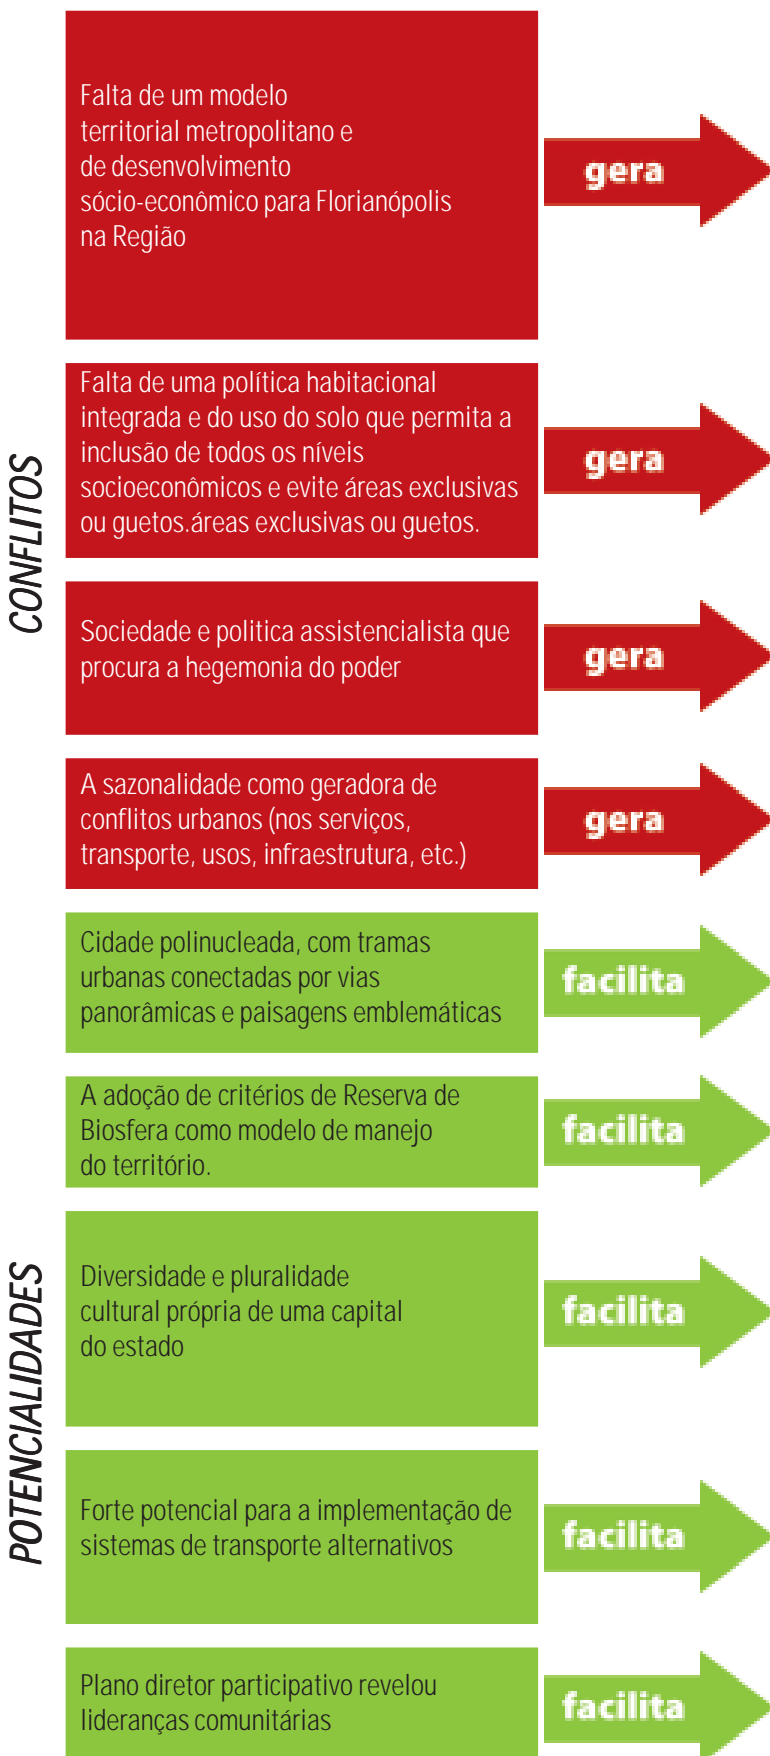 CONFLITOS
Falta de um modelo
territorial metropolitano e
de desenvolvimento
sócio-econômico para Florianópolis
na Região
gera
Falta de uma política habitacional
integrada e do uso do solo que permita a
inclusão de todos os níveis
socioeconômicos e evite áreas exclusivas
ou guetos.áreas exclusivas ou guetos.
gera
Sociedade e politica assistencialista que
procura a hegemonia do poder
gera
A sazonalidade como geradora de
conflitos urbanos (nos serviços,
transporte, usos, infraestrutura, etc.)
gera
POTENCIALIDADES
Cidade polinucleada, com tramas
urbanas conectadas por vias
panorâmicas e paisagens emblemáticas
facilita
A adoção de critérios de Reserva de
Biosfera como modelo de manejo
do território.
facilita
Diversidade e pluralidade
cultural própria de uma capital
do estado
facilita
Forte potencial para a implementação de
sistemas de transporte alternativos
facilita
Plano diretor participativo revelou
lideranças comunitárias
facilita